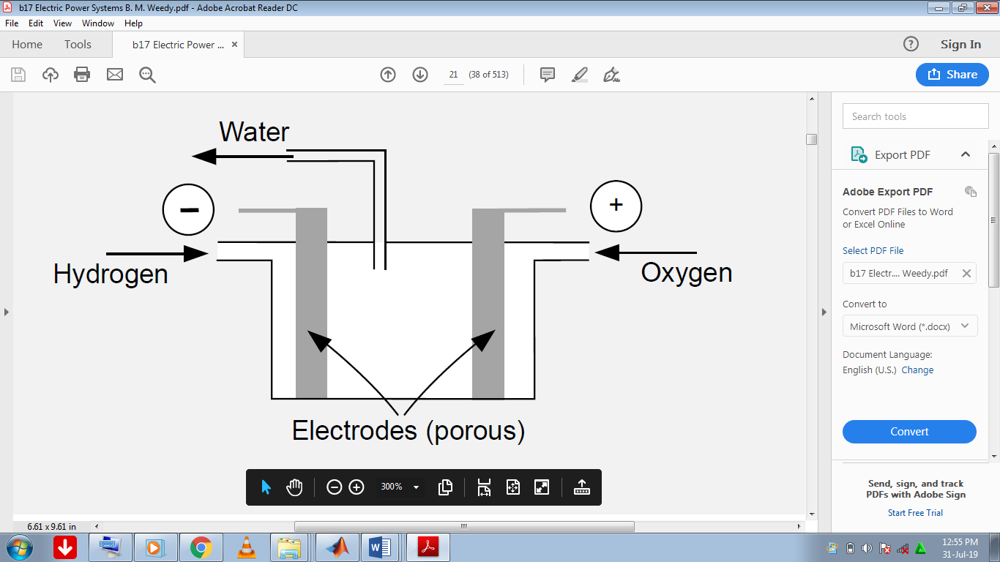 b17 Electric Power Systems B. M. Weedy.pdf - Adobe Acrobat Reader DC
File Edit View Window Help
Home Tools b17 Electric Power ... × ? Sign In
21 (38 of 513) Share
Water
−
+
Hydrogen
Oxygen
Electrodes (porous)
300%
6.61 x 9.61 in
Search tools
Export PDF
Adobe Export PDF
Convert PDF Files to Word
or Excel Online
Select PDF File
b17 Electr.... Weedy.pdf
Convert to
Microsoft Word (*.docx)
Document Language:
English (U.S.) Change
Convert
Send, sign, and track
PDFs with Adobe Sign
Start Free Trial
12:55 PM
31-Jul-19